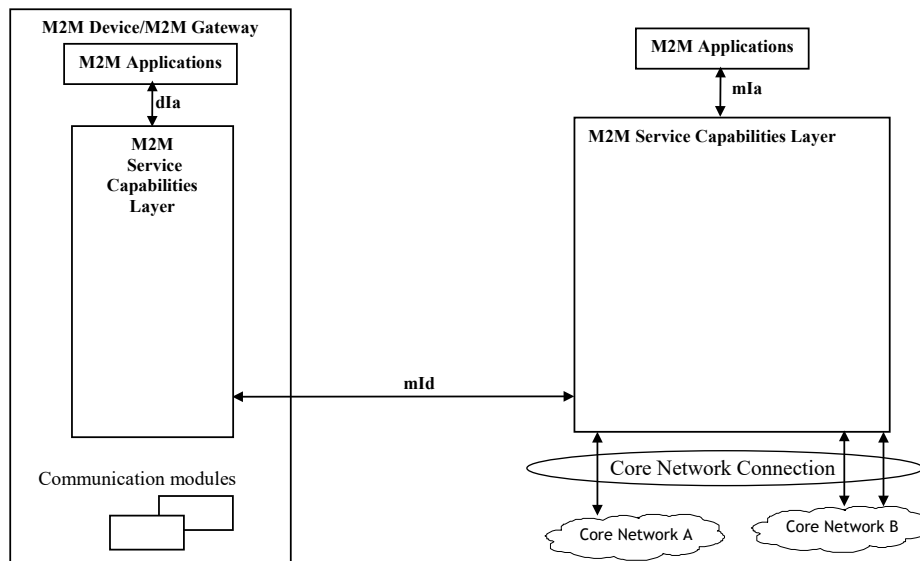 M2M Device/M2M Gateway
M2M Applications
dIa
M2M
Service
Capabilities
Layer
Communication modules
mId
M2M Applications
mIa
M2M Service Capabilities Layer
Core Network Connection
Core Network A
Core Network B